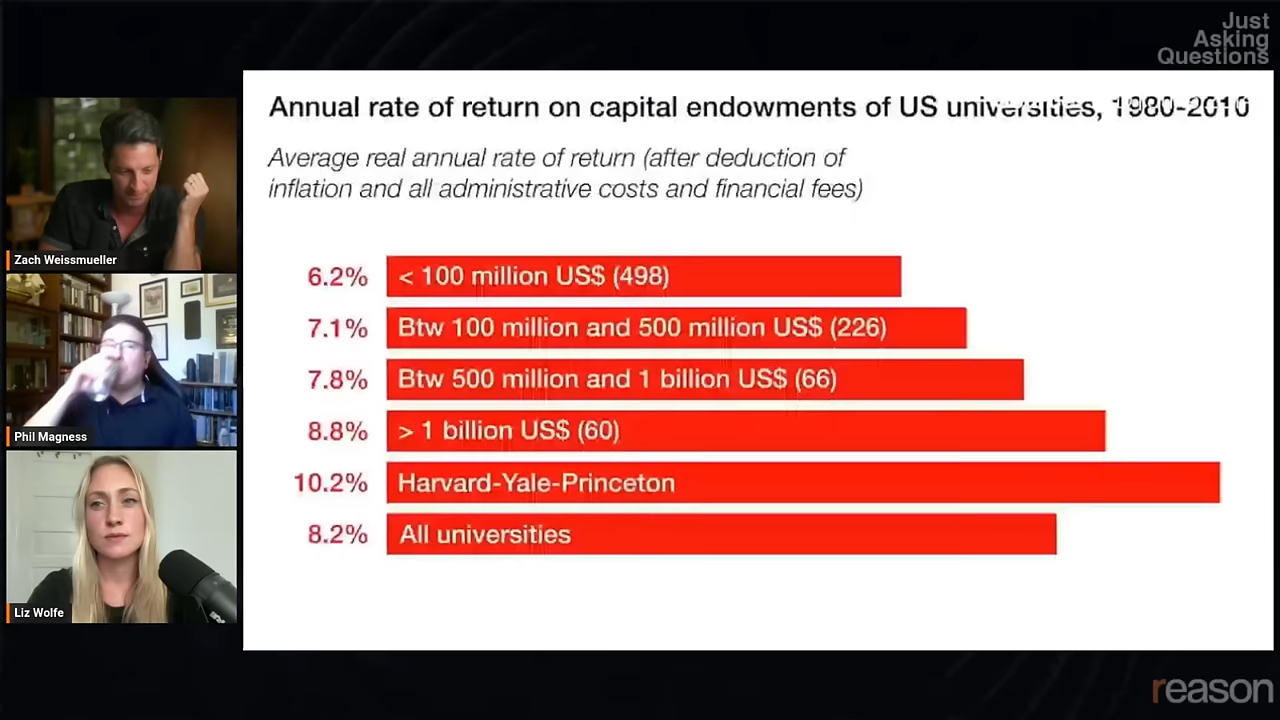 Just
Asking
Questions
Annual rate of return on capital endowments of US universities, 1980-2010
Average real annual rate of return (after deduction of
inflation and all administrative costs and financial fees)
6.2% < 100 million US$ (498)
7.1% Btw 100 million and 500 million US$ (226)
7.8% Btw 500 million and 1 billion US$ (66)
8.8% > 1 billion US$ (60)
10.2% Harvard-Yale-Princeton
8.2% All universities
Zach Weissmueller
Phil Magness
Liz Wolfe
reason